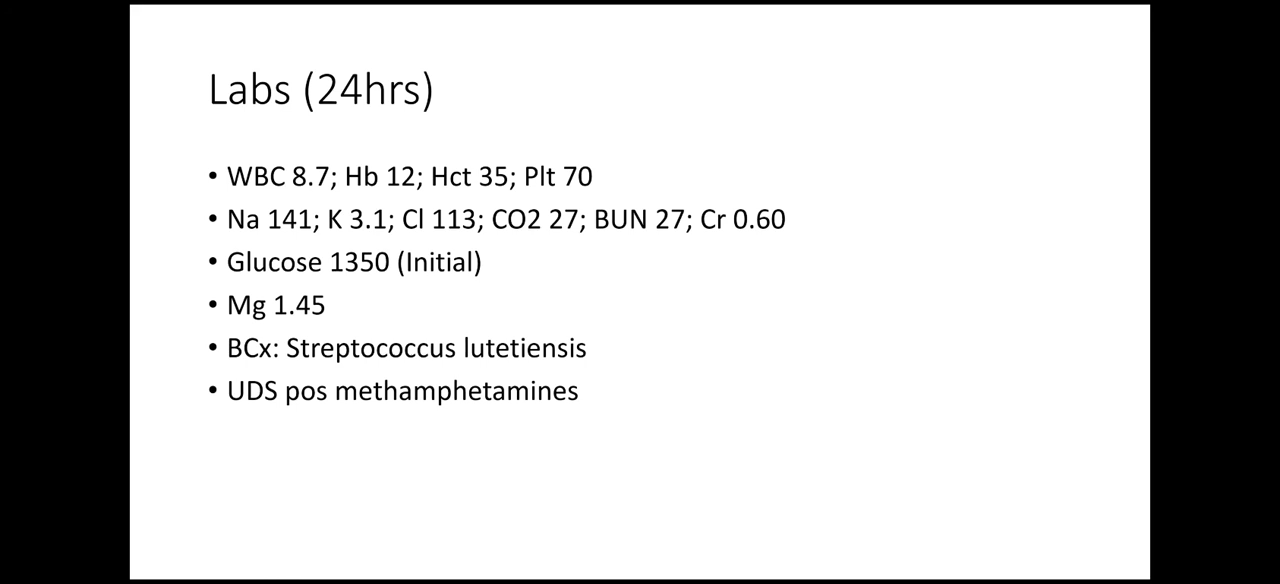 Labs (24hrs)
• WBC 8.7; Hb 12; Hct 35; Plt 70
• Na 141; K 3.1; Cl 113; CO2 27; BUN 27; Cr 0.60
• Glucose 1350 (Initial)
• Mg 1.45
• BCx: Streptococcus lutetiensis
• UDS pos methamphetamines